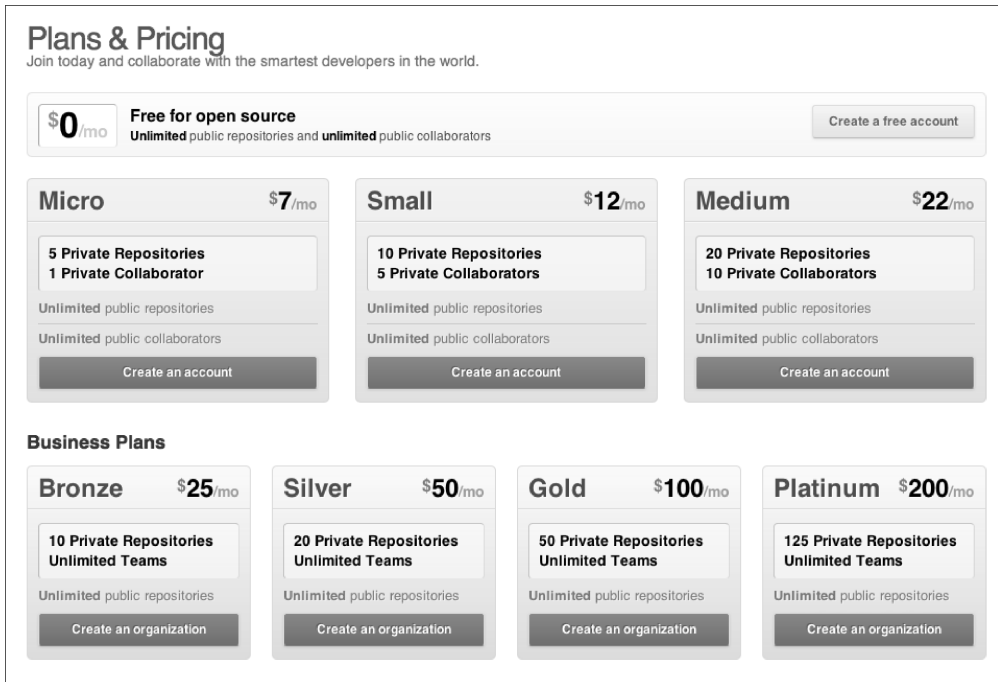 Plans & Pricing
Join today and collaborate with the smartest developers in the world.
$0/mo
Free for open source
Unlimited public repositories and unlimited public collaborators
Create a free account
Micro $7/mo
5 Private Repositories
1 Private Collaborator
Unlimited public repositories
Unlimited public collaborators
Create an account
Small $12/mo
10 Private Repositories
5 Private Collaborators
Unlimited public repositories
Unlimited public collaborators
Create an account
Medium $22/mo
20 Private Repositories
10 Private Collaborators
Unlimited public repositories
Unlimited public collaborators
Create an account
Business Plans
Bronze $25/mo
10 Private Repositories
Unlimited Teams
Unlimited public repositories
Create an organization
Silver $50/mo
20 Private Repositories
Unlimited Teams
Unlimited public repositories
Create an organization
Gold $100/mo
50 Private Repositories
Unlimited Teams
Unlimited public repositories
Create an organization
Platinum $200/mo
125 Private Repositories
Unlimited Teams
Unlimited public repositories
Create an organization